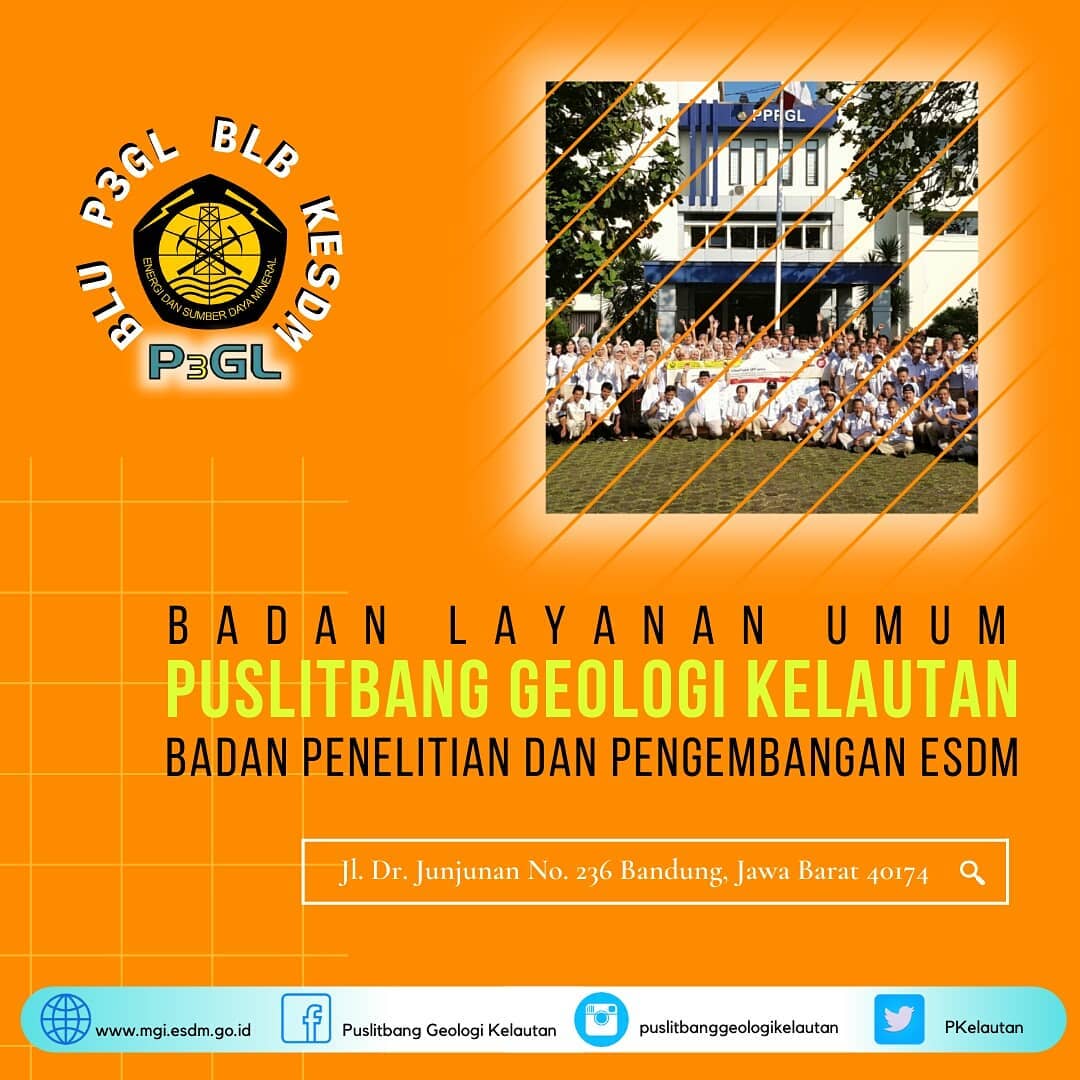 BLU P3GL BLB KESDM
ENERGI DAN SUMBER DAYA MINERAL
P3GL
PPPGL
BADAN LAYANAN UMUM
PUSLITBANG GEOLOGI KELAUTAN
BADAN PENELITIAN DAN PENGEMBANGAN ESDM
Jl. Dr. Junjunan No. 236 Bandung, Jawa Barat 40174
www.mgi.esdm.go.id
Puslitbang Geologi Kelautan
puslitbanggeologikelautan
PKelautan